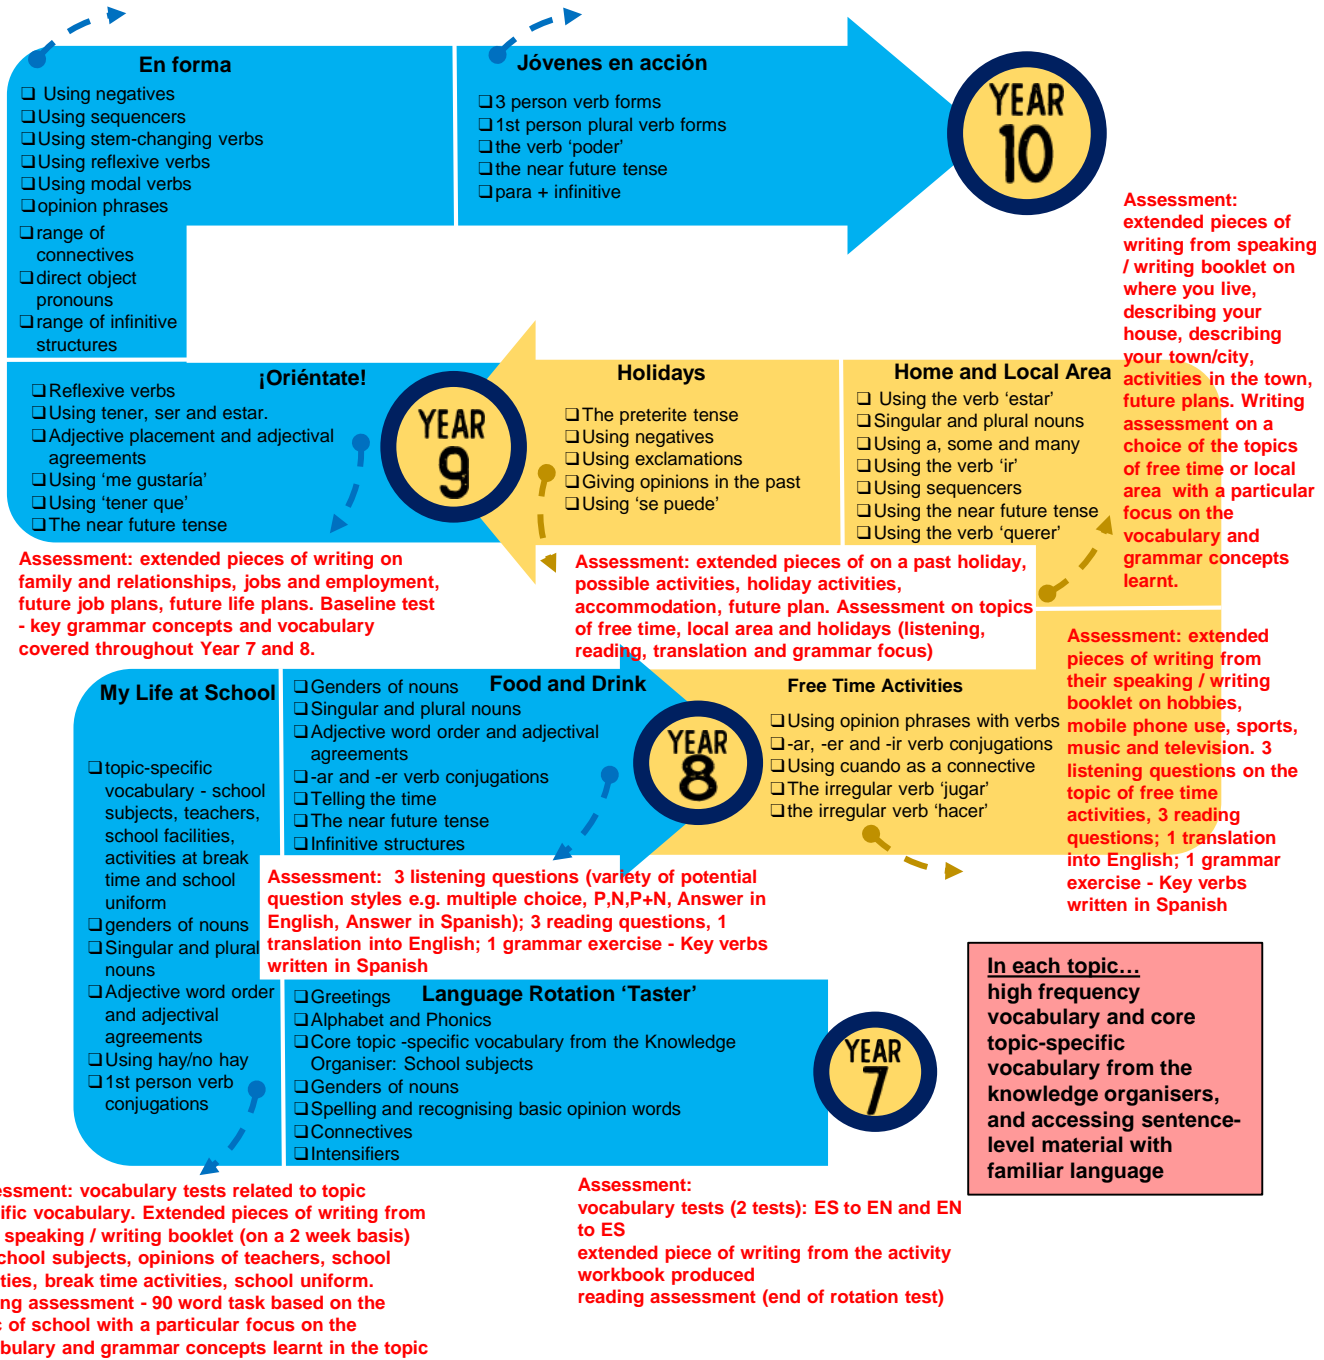 En forma
❑ Using negatives
❑Using sequencers
❑Using stem-changing verbs
❑Using reflexive verbs
❑Using modal verbs
❑opinion phrases
❑range of
connectives
❑direct object
pronouns
❑range of infinitive
structures
Jóvenes en acción
❑3 person verb forms
❑1st person plural verb forms
❑the verb ‘poder’
❑the near future tense
❑para + infinitive
YEAR
10
Assessment:
extended pieces of
writing from speaking
/ writing booklet on
where you live,
describing your
house, describing
your town/city,
activities in the town,
future plans. Writing
assessment on a
choice of the topics
of free time or local
area with a particular
focus on the
vocabulary and
grammar concepts
learnt.
¡Oriéntate!
❑Reflexive verbs
❑Using tener, ser and estar.
❑Adjective placement and adjectival
agreements
❑Using ‘me gustaría’
❑Using ‘tener que’
❑The near future tense
YEAR
9
Holidays
❑The preterite tense
❑Using negatives
❑Using exclamations
❑Giving opinions in the past
❑Using ‘se puede’
Home and Local Area
❑ Using the verb ‘estar’
❑Singular and plural nouns
❑Using a, some and many
❑Using the verb ‘ir’
❑Using sequencers
❑Using the near future tense
❑Using the verb ‘querer’
Assessment: extended pieces of writing on
family and relationships, jobs and employment,
future job plans, future life plans. Baseline test
- key grammar concepts and vocabulary
covered throughout Year 7 and 8.
Assessment: extended pieces of on a past holiday,
possible activities, holiday activities,
accommodation, future plan. Assessment on topics
of free time, local area and holidays (listening,
reading, translation and grammar focus)
Assessment: extended
pieces of writing from
their speaking / writing
booklet on hobbies,
mobile phone use, sports,
music and television. 3
listening questions on the
topic of free time
activities, 3 reading
questions; 1 translation
into English; 1 grammar
exercise - Key verbs
written in Spanish
My Life at School
❑topic-specific
vocabulary - school
subjects, teachers,
school facilities,
activities at break
time and school
uniform
❑genders of nouns
❑Singular and plural
nouns
❑Adjective word order
and adjectival
agreements
❑Using hay/no hay
❑1st person verb
conjugations
Food and Drink
❑Genders of nouns
❑Singular and plural nouns
❑Adjective word order and adjectival
agreements
❑-ar and -er verb conjugations
❑Telling the time
❑The near future tense
❑Infinitive structures
YEAR
8
Free Time Activities
❑Using opinion phrases with verbs
❑-ar, -er and -ir verb conjugations
❑Using cuando as a connective
❑The irregular verb ‘jugar’
❑the irregular verb ‘hacer’
Assessment: 3 listening questions (variety of potential
question styles e.g. multiple choice, P,N,P+N, Answer in
English, Answer in Spanish); 3 reading questions, 1
translation into English; 1 grammar exercise - Key verbs
written in Spanish
Language Rotation ‘Taster’
❑Greetings
❑Alphabet and Phonics
❑Core topic -specific vocabulary from the Knowledge
Organiser: School subjects
❑Genders of nouns
❑Spelling and recognising basic opinion words
❑Connectives
❑Intensifiers
YEAR
7
In each topic…
high frequency
vocabulary and core
topic-specific
vocabulary from the
knowledge organisers,
and accessing sentence-
level material with
familiar language
essment: vocabulary tests related to topic
ific vocabulary. Extended pieces of writing from
speaking / writing booklet (on a 2 week basis)
chool subjects, opinions of teachers, school
ties, break time activities, school uniform.
ng assessment - 90 word task based on the
c of school with a particular focus on the
bulary and grammar concepts learnt in the topic
Assessment:
vocabulary tests (2 tests): ES to EN and EN
to ES
extended piece of writing from the activity
workbook produced
reading assessment (end of rotation test)